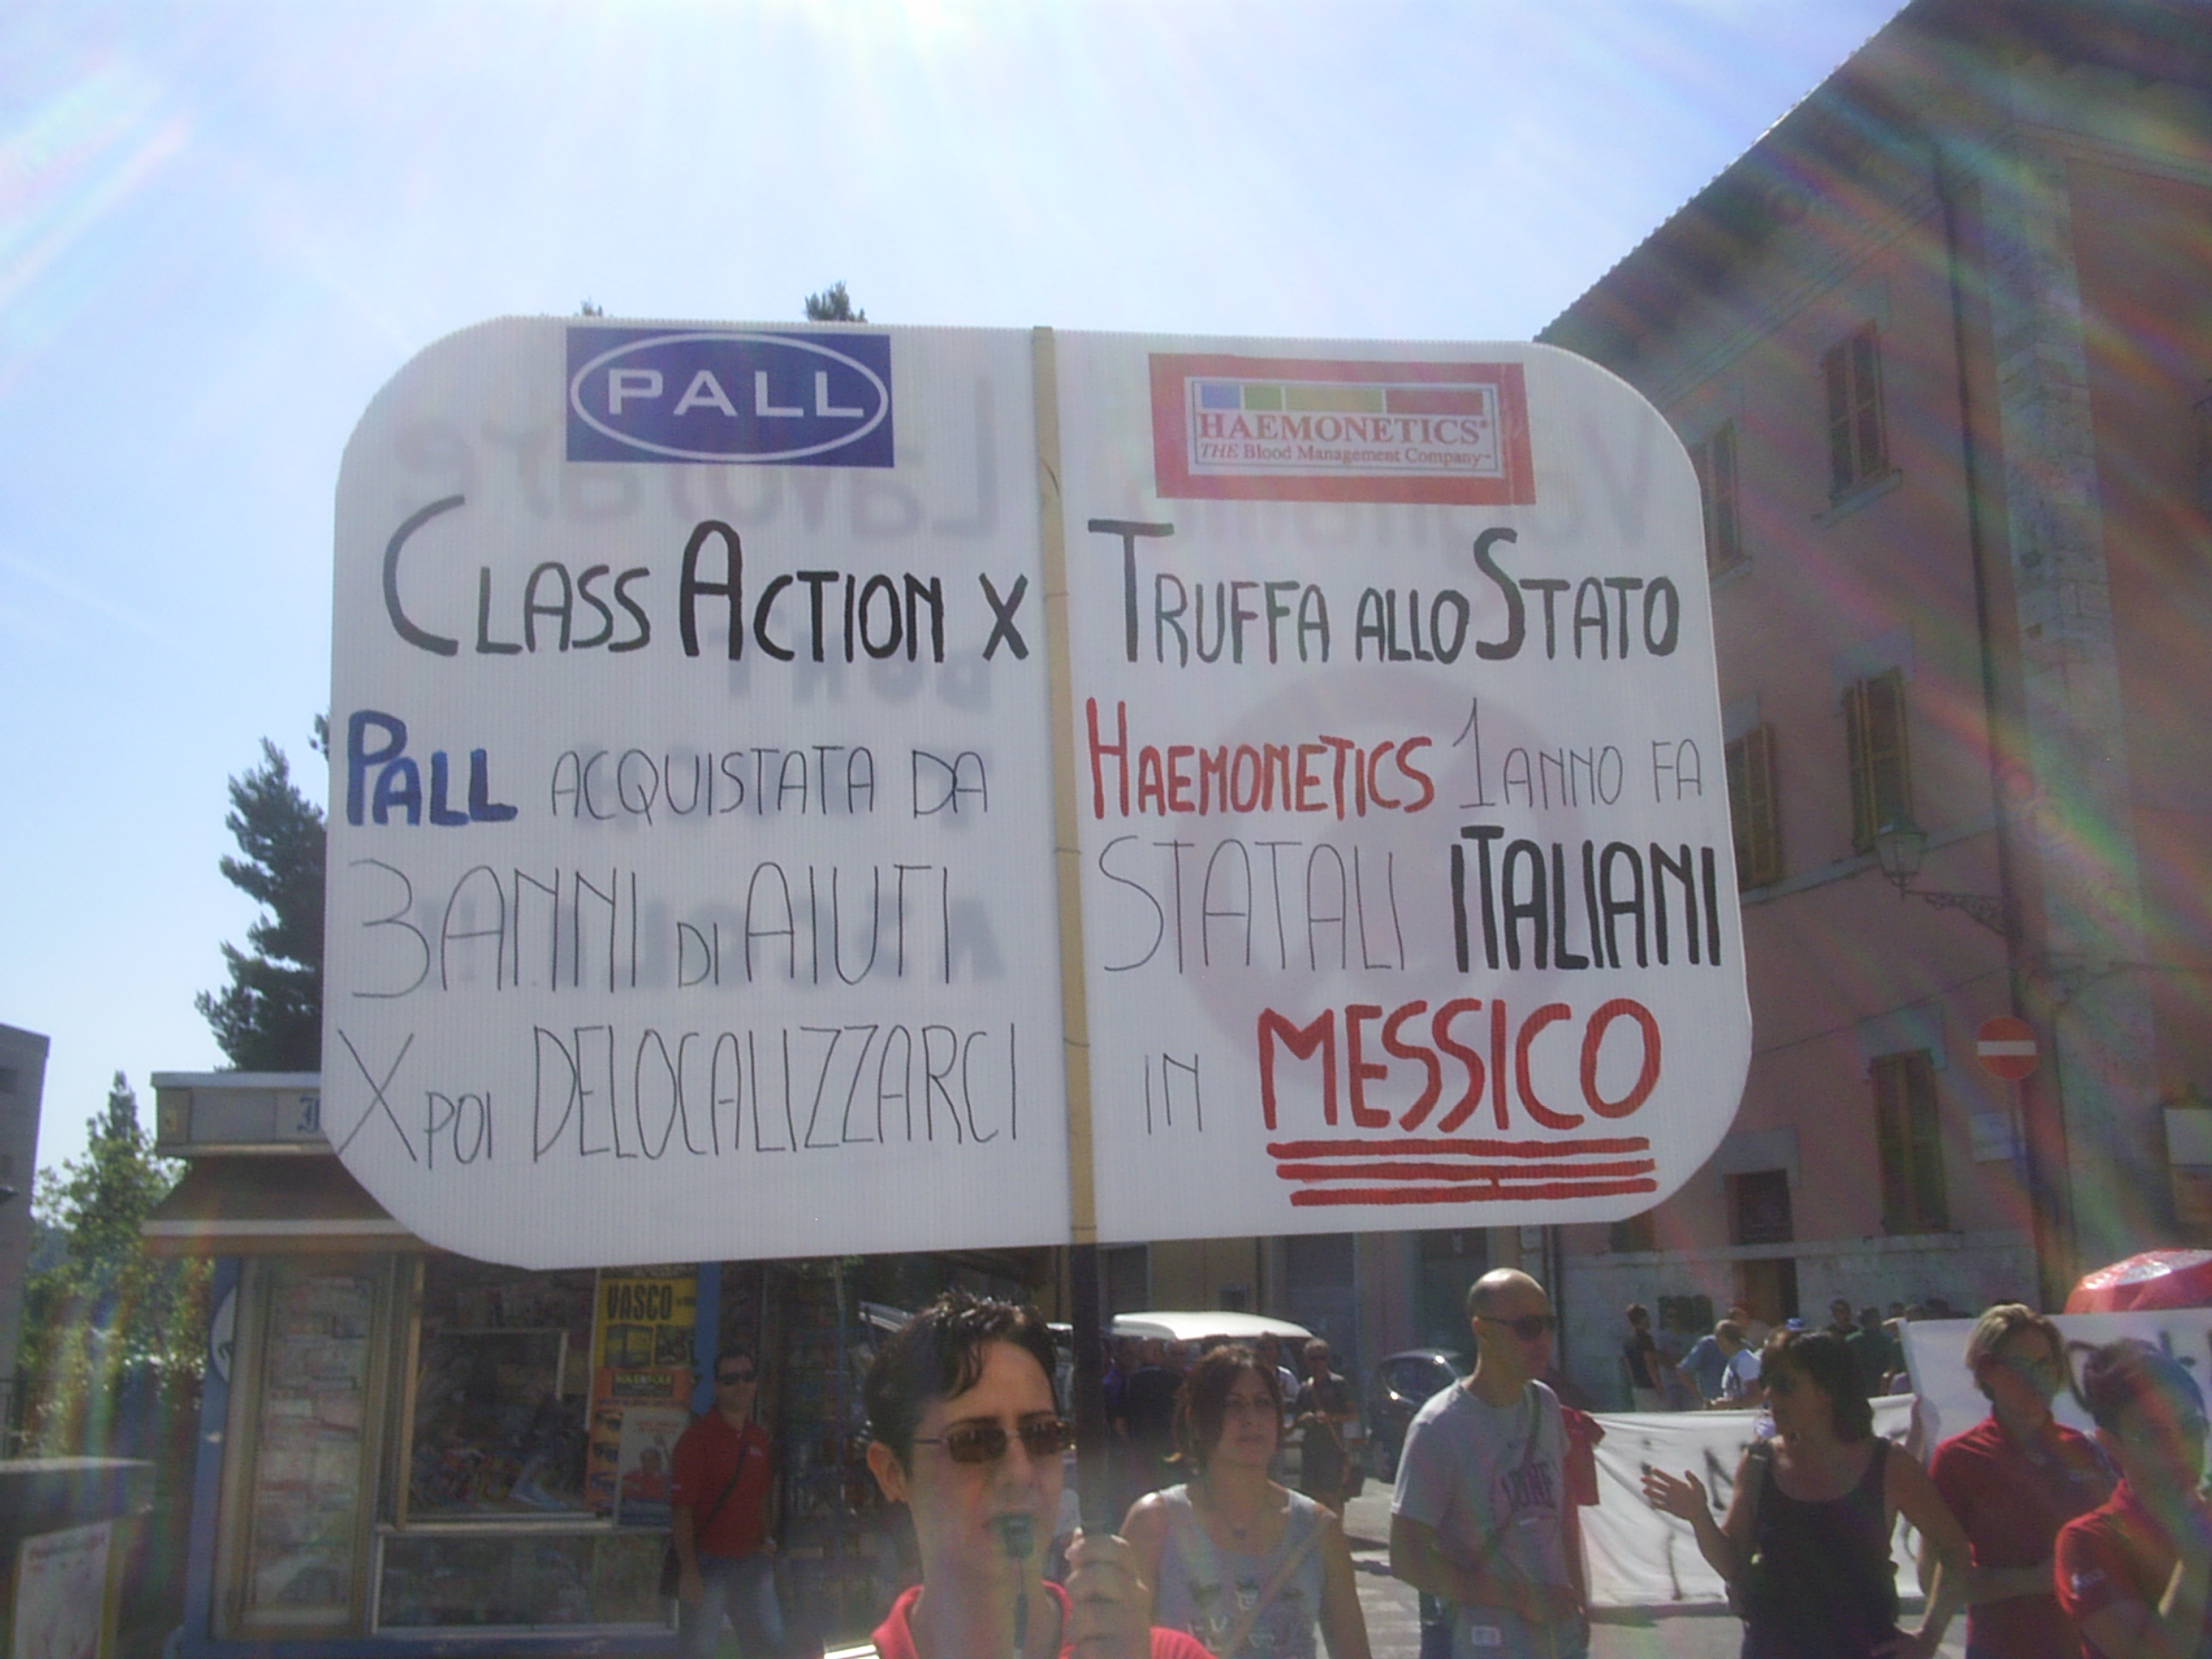 PALL
HAEMONETICS®
THE Blood Management Company™
CLASS ACTION X TRUFFA ALLO STATO
PALL ACQUISTATA DA HAEMONETICS 1 ANNO FA
3 ANNI DI AIUTI STATALI ITALIANI
X POI DELOCALIZZARCI IN MESSICO
VASCO